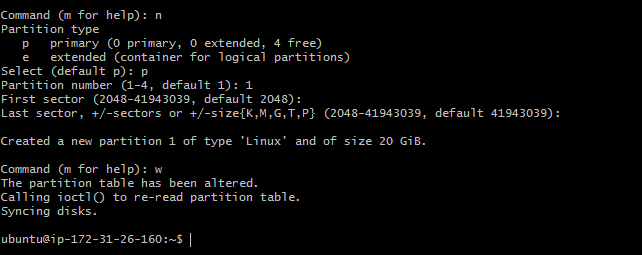 Command (m for help): n
Partition type
   p   primary (0 primary, 0 extended, 4 free)
   e   extended (container for logical partitions)
Select (default p): p
Partition number (1-4, default 1): 1
First sector (2048-41943039, default 2048):
Last sector, +/-sectors or +/-size{K,M,G,T,P} (2048-41943039, default 41943039):

Created a new partition 1 of type 'Linux' and of size 20 GiB.

Command (m for help): w
The partition table has been altered.
Calling ioctl() to re-read partition table.
Syncing disks.

ubuntu@ip-172-31-26-160:~$